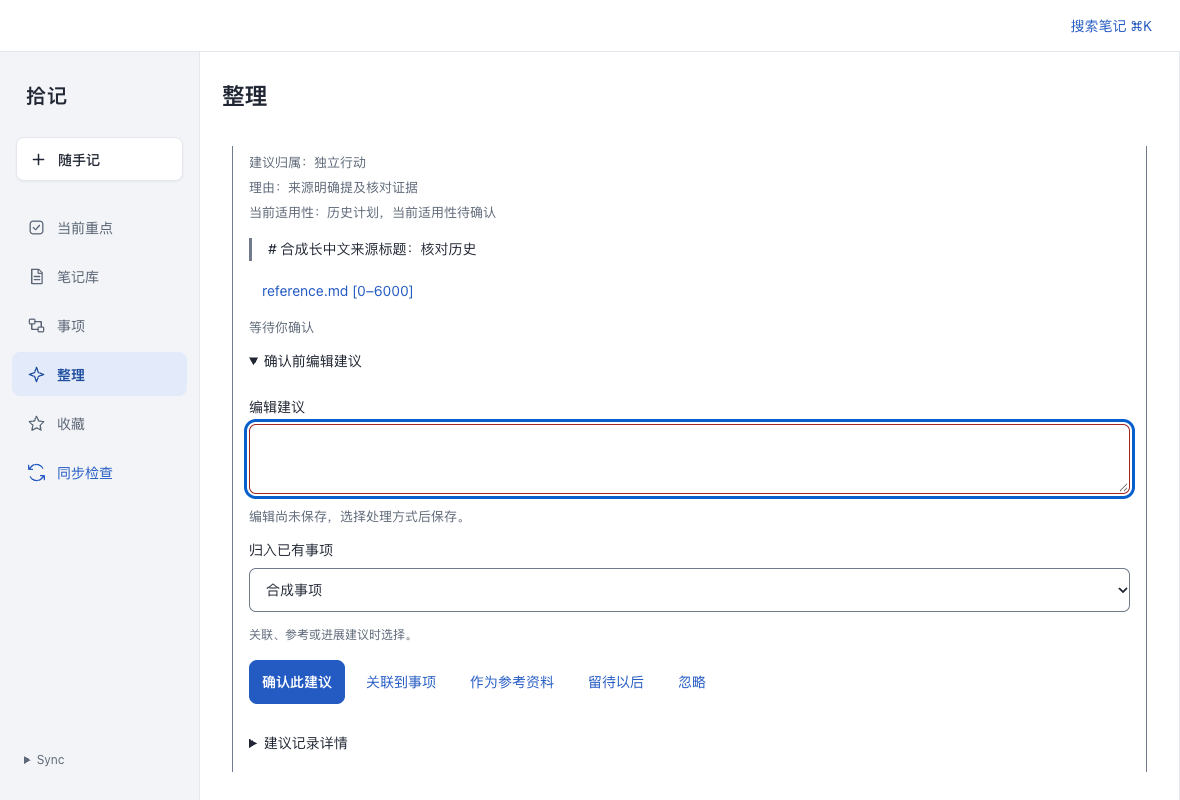 搜索笔记 ⌘K
拾记
随手记
当前重点
笔记库
事项
整理
收藏
同步检查
Sync
整理
建议归属：独立行动
理由：来源明确提及核对证据
当前适用性：历史计划，当前适用性待确认
# 合成长中文来源标题：核对历史
reference.md [0–6000]
等待你确认
确认前编辑建议
编辑建议
编辑尚未保存，选择处理方式后保存。
归入已有事项
合成事项
关联、参考或进展建议时选择。
确认此建议 关联到事项 作为参考资料 留待以后 忽略
建议记录详情